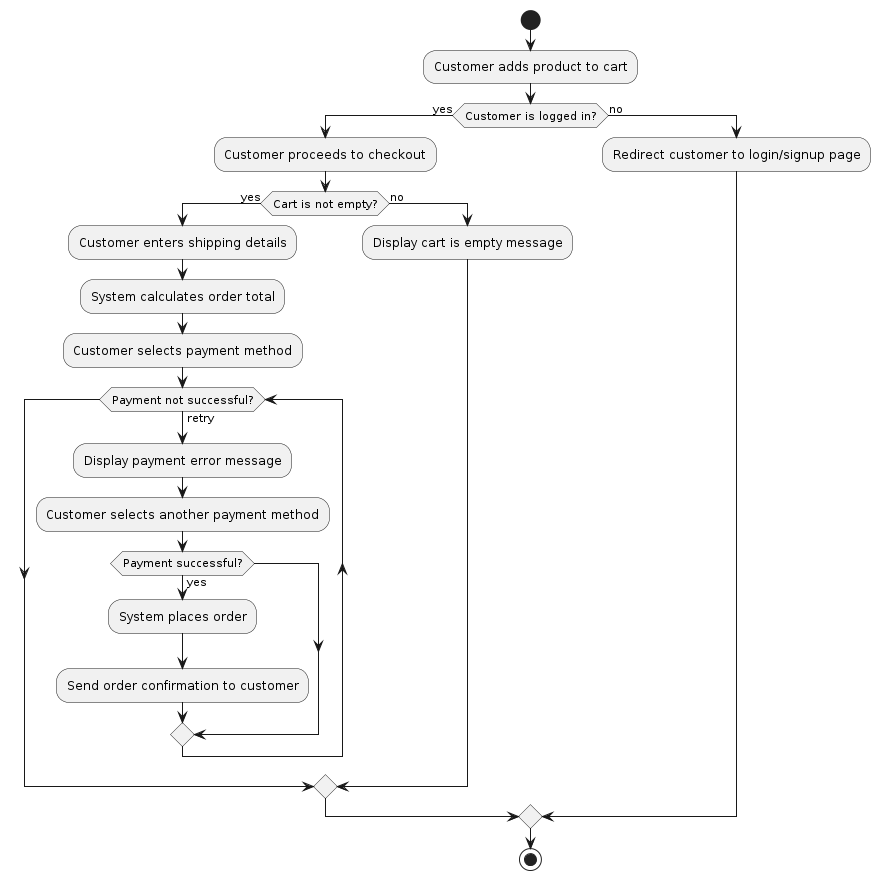 Customer adds product to cart
yes
Customer is logged in?
no
Customer proceeds to checkout
Redirect customer to login/signup page
yes
Cart is not empty?
no
Customer enters shipping details
Display cart is empty message
System calculates order total
Customer selects payment method
Payment not successful?
retry
Display payment error message
Customer selects another payment method
Payment successful?
yes
System places order
Send order confirmation to customer